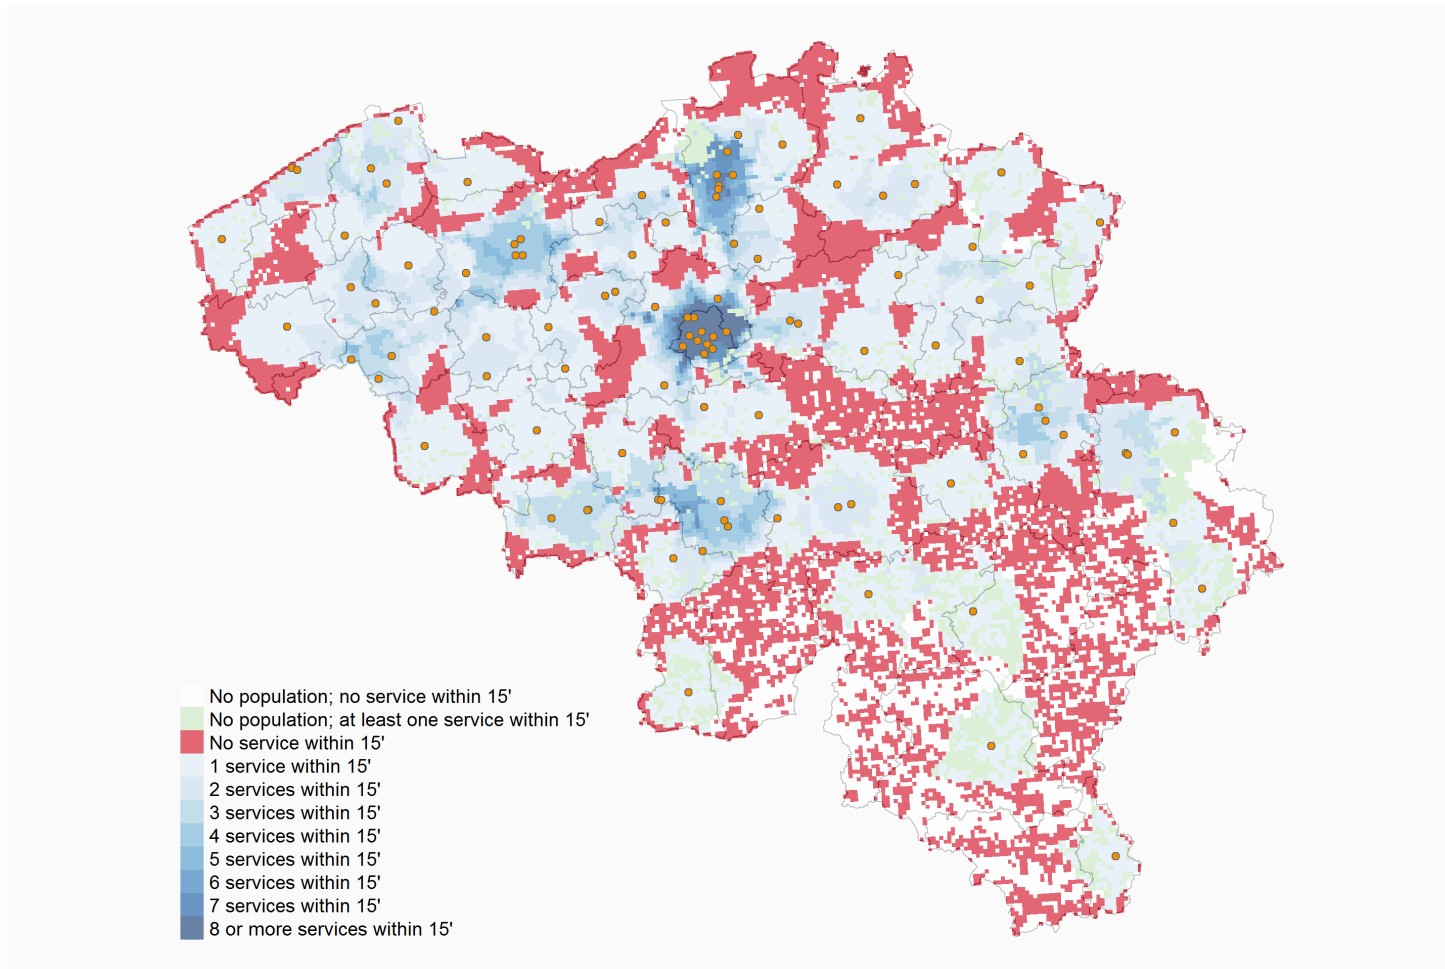 No population; no service within 15'
No population; at least one service within 15'
No service within 15'
1 service within 15'
2 services within 15'
3 services within 15'
4 services within 15'
5 services within 15'
6 services within 15'
7 services within 15'
8 or more services within 15'